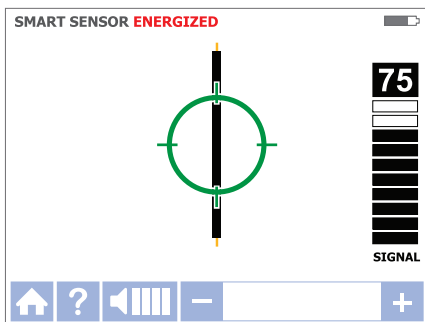 SMART SENSOR ENERGIZED
75
SIGNAL
? − +